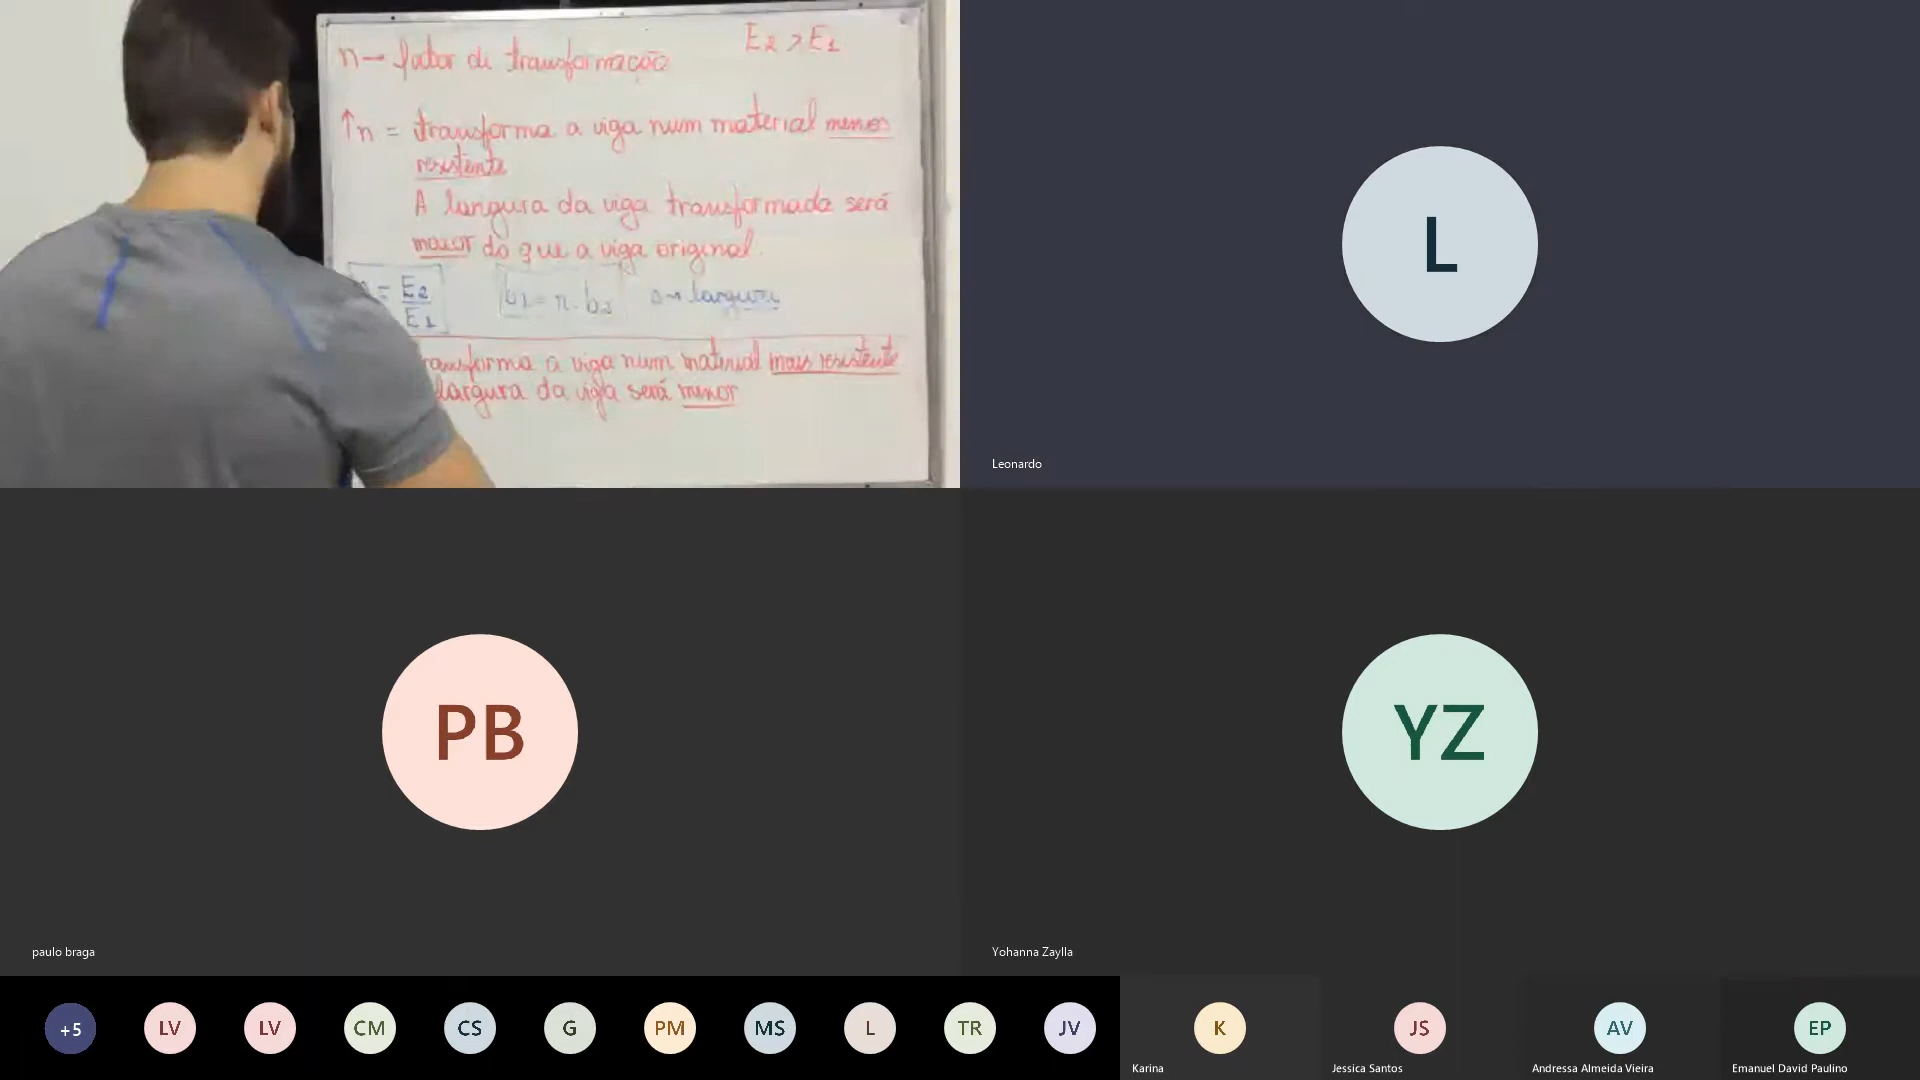 n → fator de transformação
E2 > E1
↑n = transforma a viga num material menos
resistente
A largura da viga transformada será
maior do que a viga original.
= E2
E1
b1 = n . b2
b → largura
transforma a viga num material mais resistente
largura da viga será menor
L
Leonardo
PB
paulo braga
YZ
Yohanna Zaylla
+5
LV
LV
CM
CS
G
PM
MS
L
TR
JV
K
Karina
JS
Jessica Santos
AV
Andressa Almeida Vieira
EP
Emanuel David Paulino